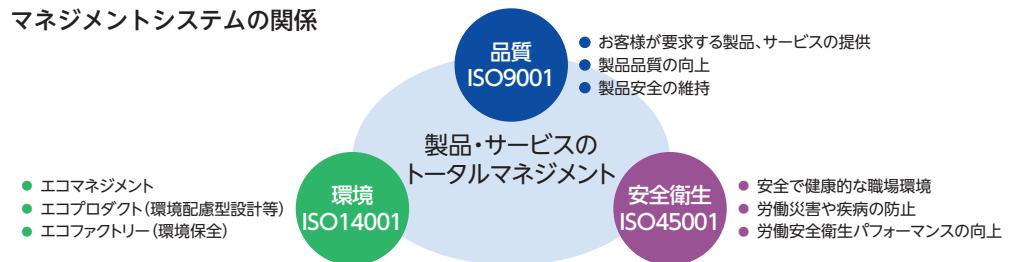 マネジメントシステムの関係
品質
ISO9001
● お客様が要求する製品、サービスの提供
● 製品品質の向上
● 製品安全の維持
製品・サービスの
トータルマネジメント
環境
ISO14001
● エコマネジメント
● エコプロダクト(環境配慮型設計等)
● エコファクトリー(環境保全)
安全衛生
ISO45001
● 安全で健康的な職場環境
● 労働災害や疾病の防止
● 労働安全衛生パフォーマンスの向上